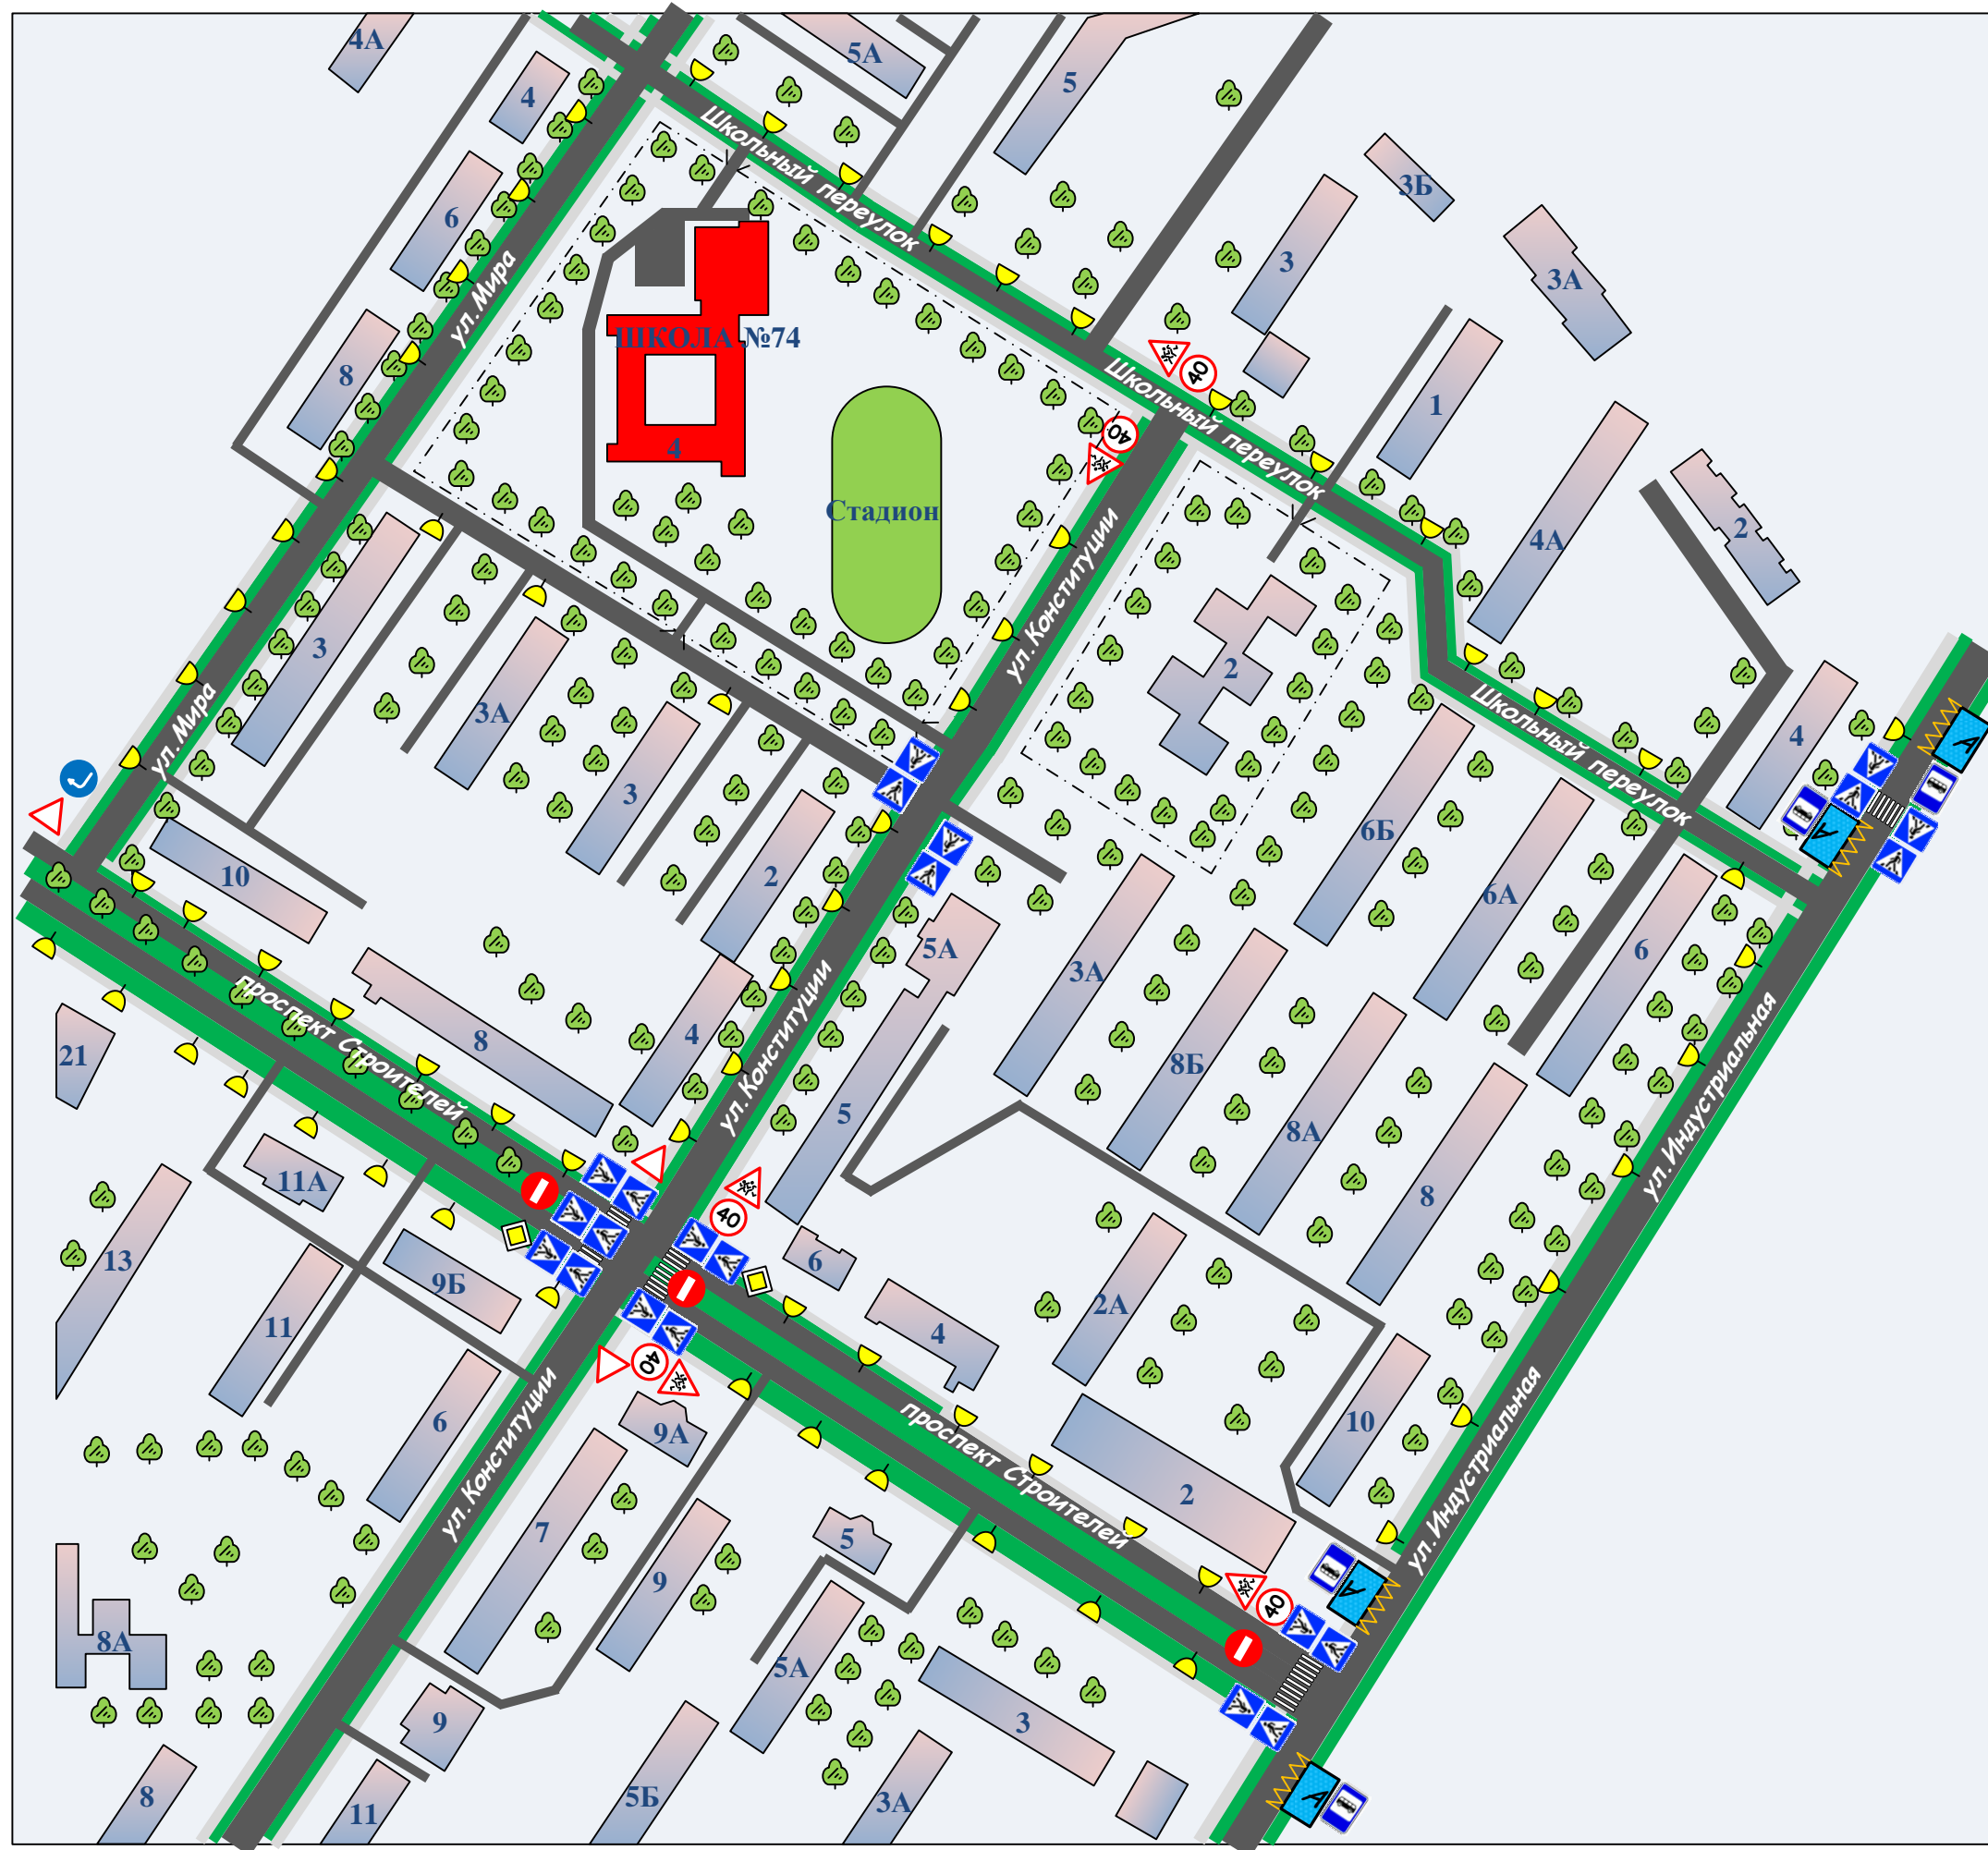 4А
5А
5
4
Школьный переулок
3Б
6
3
3А
ул. Мира
ШКОЛА №74
8
40
Школьный переулок
1
40
4
Стадион
2
4А
ул. Конституции
3
2
3А
ул. Мира
Школьный переулок
4
3
А
6Б
А
2
10
6А
5А
6
3А
проспект Строителей
ул. Конституции
8
4
21
8Б
ул. Индустриальная
5
8А
11А
8
40
13
6
9Б
2А
11
4
40
ул. Конституции
проспект Строителей
10
6
9А
ул. Индустриальная
2
7
5
А
9
40
8А
5А
9
3
8
11
5Б
3А
А